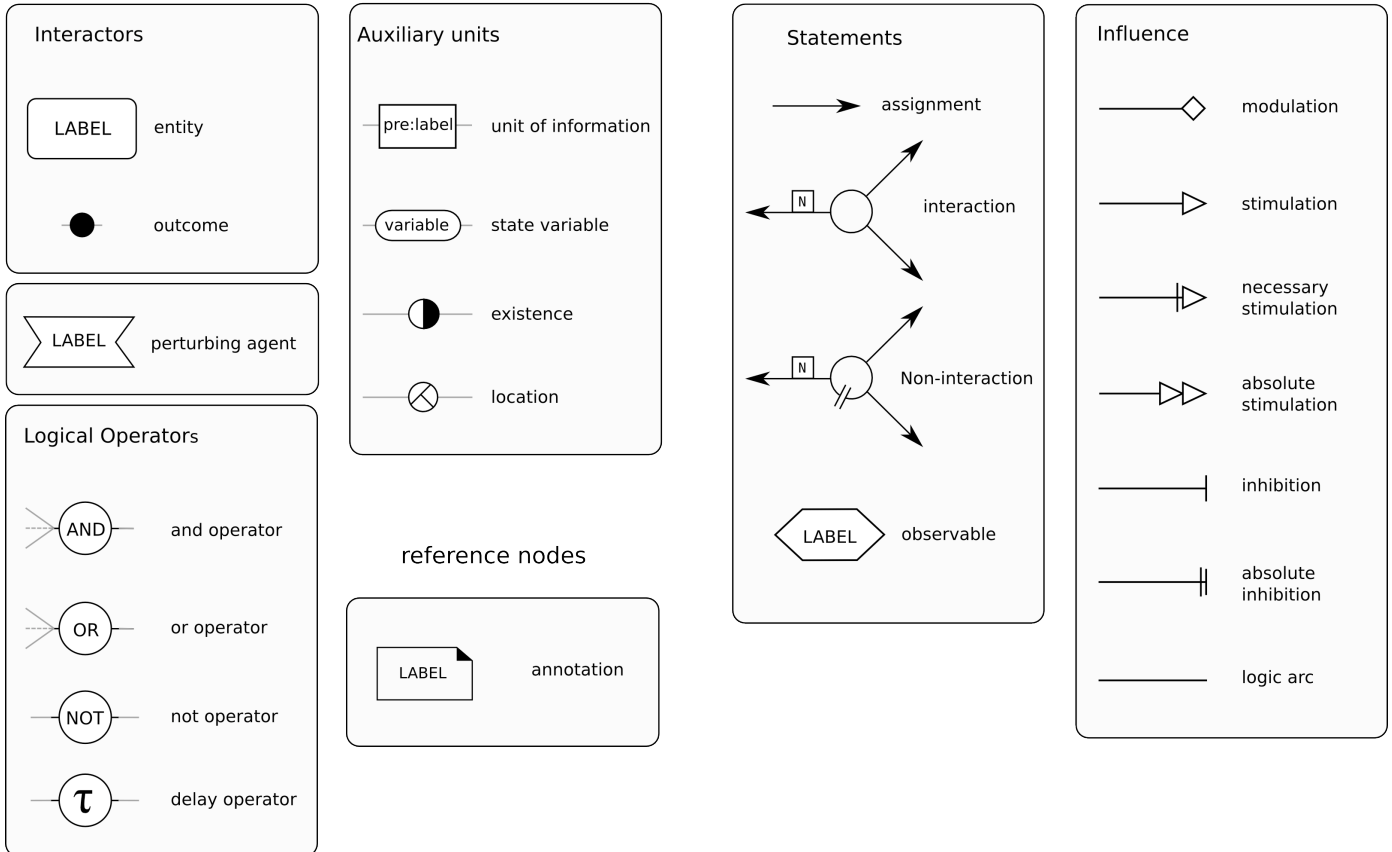 Interactors
LABEL
entity
outcome
LABEL
perturbing agent
Logical Operators
AND
and operator
OR
or operator
NOT
not operator
τ
delay operator
Auxiliary units
pre:label
unit of information
variable
state variable
existence
location
reference nodes
LABEL
annotation
Statements
assignment
N
interaction
N
Non-interaction
LABEL
observable
Influence
modulation
stimulation
necessary
stimulation
absolute
stimulation
inhibition
absolute
inhibition
logic arc